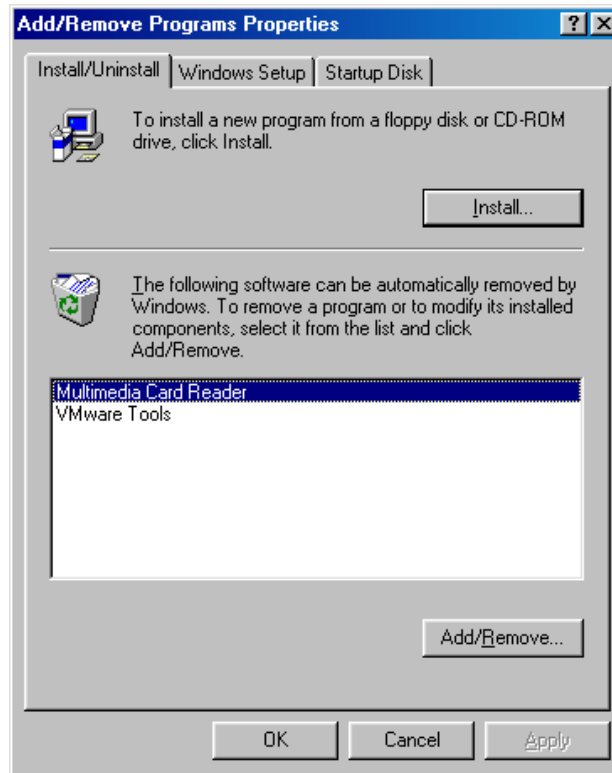 Add/Remove Programs Properties
Install/Uninstall Windows Setup Startup Disk
To install a new program from a floppy disk or CD-ROM
drive, click Install.
Install...
The following software can be automatically removed by
Windows. To remove a program or to modify its installed
components, select it from the list and click
Add/Remove.
Multimedia Card Reader
VMware Tools
Add/Remove...
OK Cancel Apply